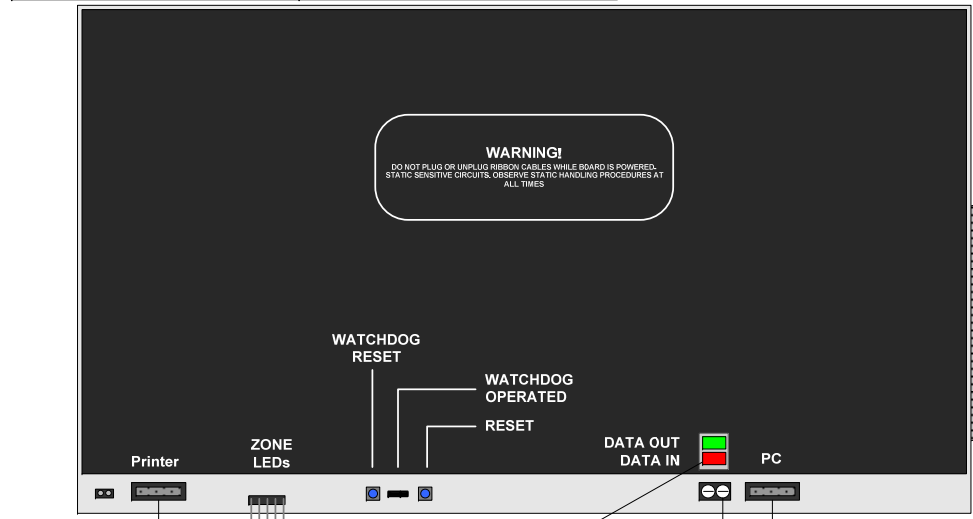 WARNING!
DO NOT PLUG OR UNPLUG RIBBON CABLES WHILE BOARD IS POWERED.
STATIC SENSITIVE CIRCUITS. OBSERVE STATIC HANDLING PROCEDURES AT
ALL TIMES
WATCHDOG
RESET
WATCHDOG
OPERATED
RESET
ZONE
LEDs
Printer
DATA OUT
DATA IN
PC